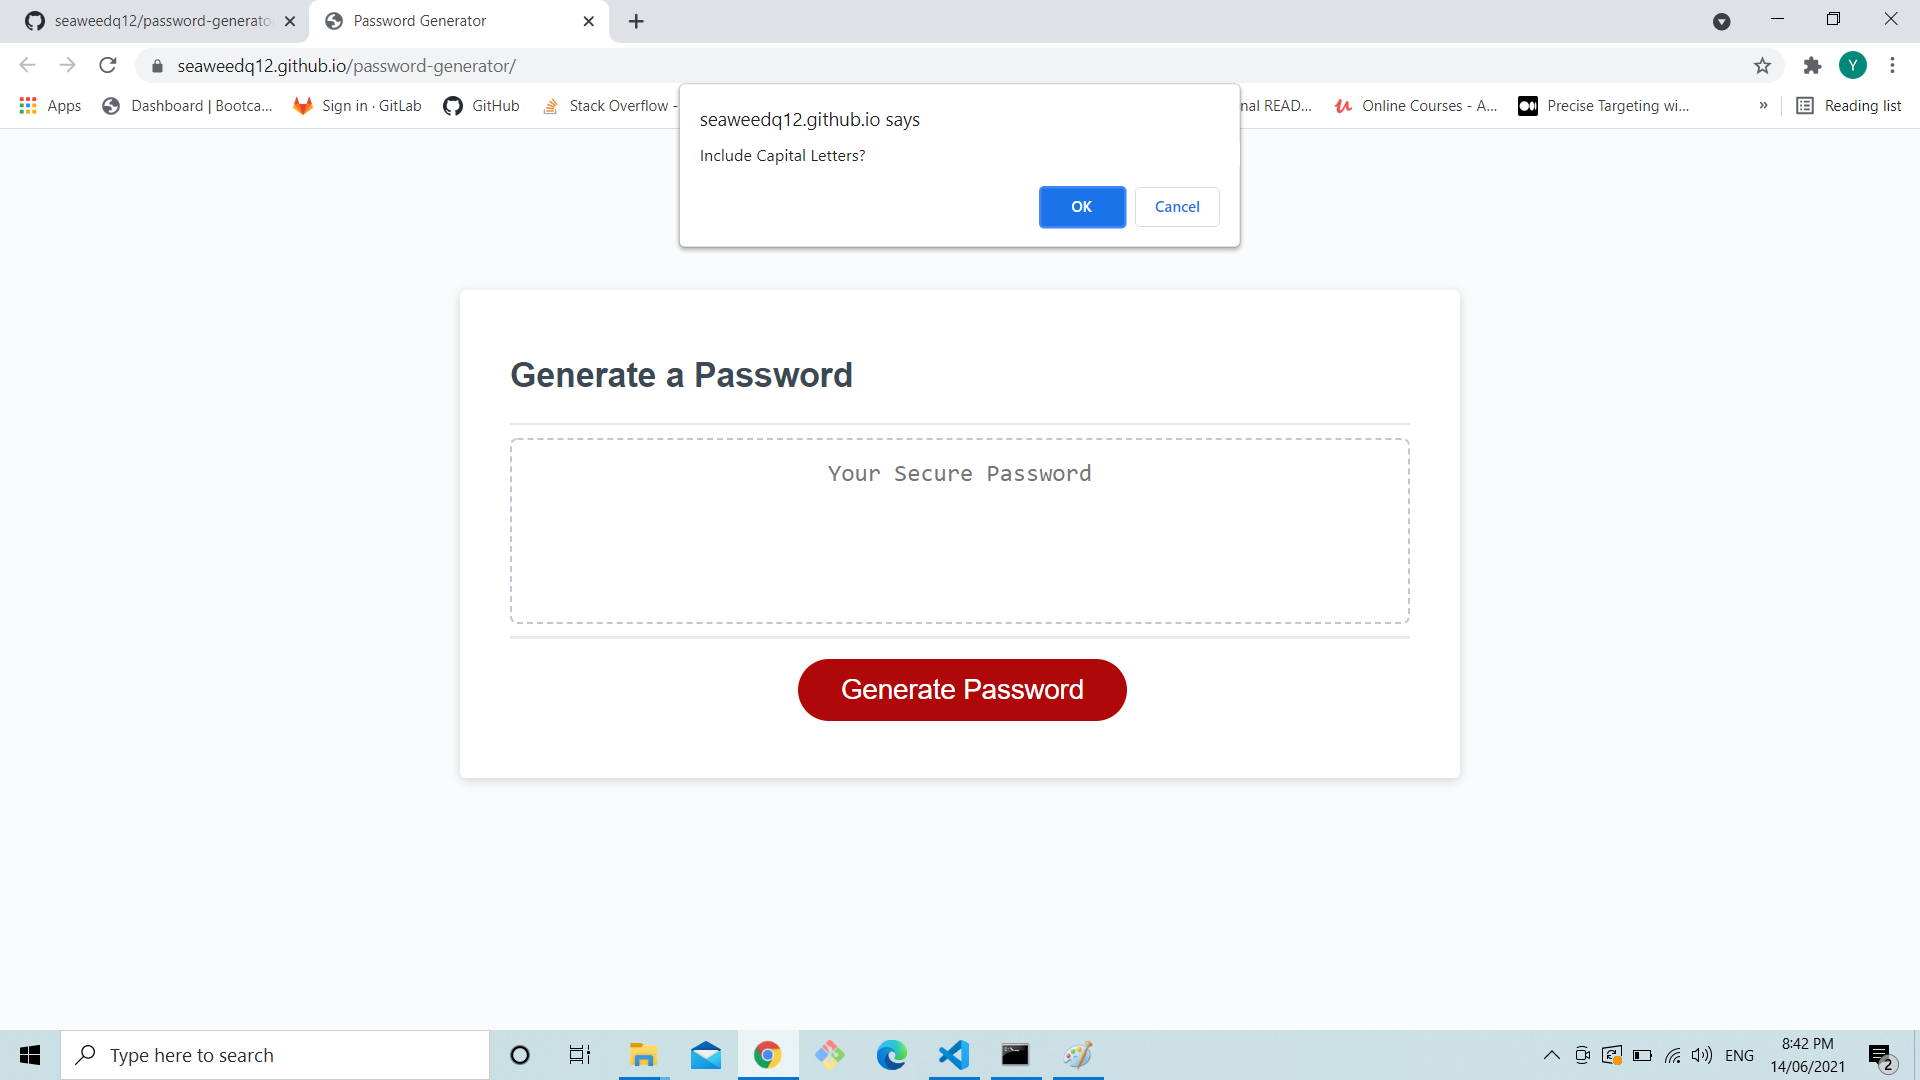 seaweedq12/password-generato
Password Generator
seaweedq12.github.io/password-generator/
Y
Apps
Dashboard | Bootca...
Sign in · GitLab
GitHub
Stack Overflow -
nal READ...
Online Courses - A...
Precise Targeting wi...
»
Reading list
seaweedq12.github.io says
Include Capital Letters?
OK
Cancel
Generate a Password
Your Secure Password
Generate Password
Type here to search
ENG
8:42 PM
14/06/2021
2